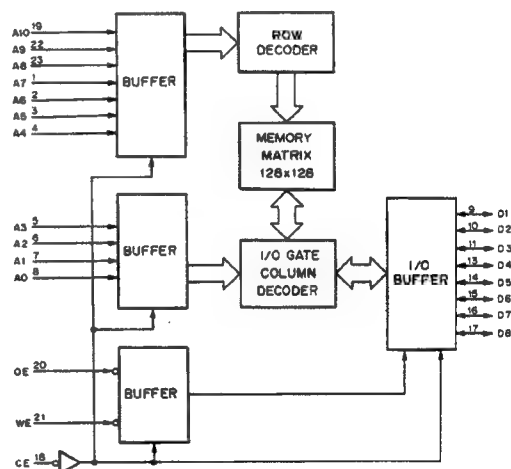 A10 19
A9 22
A8 23
A7 1
A6 2
A5 3
A4 4
BUFFER
ROW
DECODER
MEMORY
MATRIX
128x128
A3 5
A2 6
A1 7
A0 8
BUFFER
I/O GATE
COLUMN
DECODER
I/O
BUFFER
9 D1
10 D2
11 D3
13 D4
14 D5
15 D6
16 D7
17 D8
OE 20
WE 21
BUFFER
CE 18